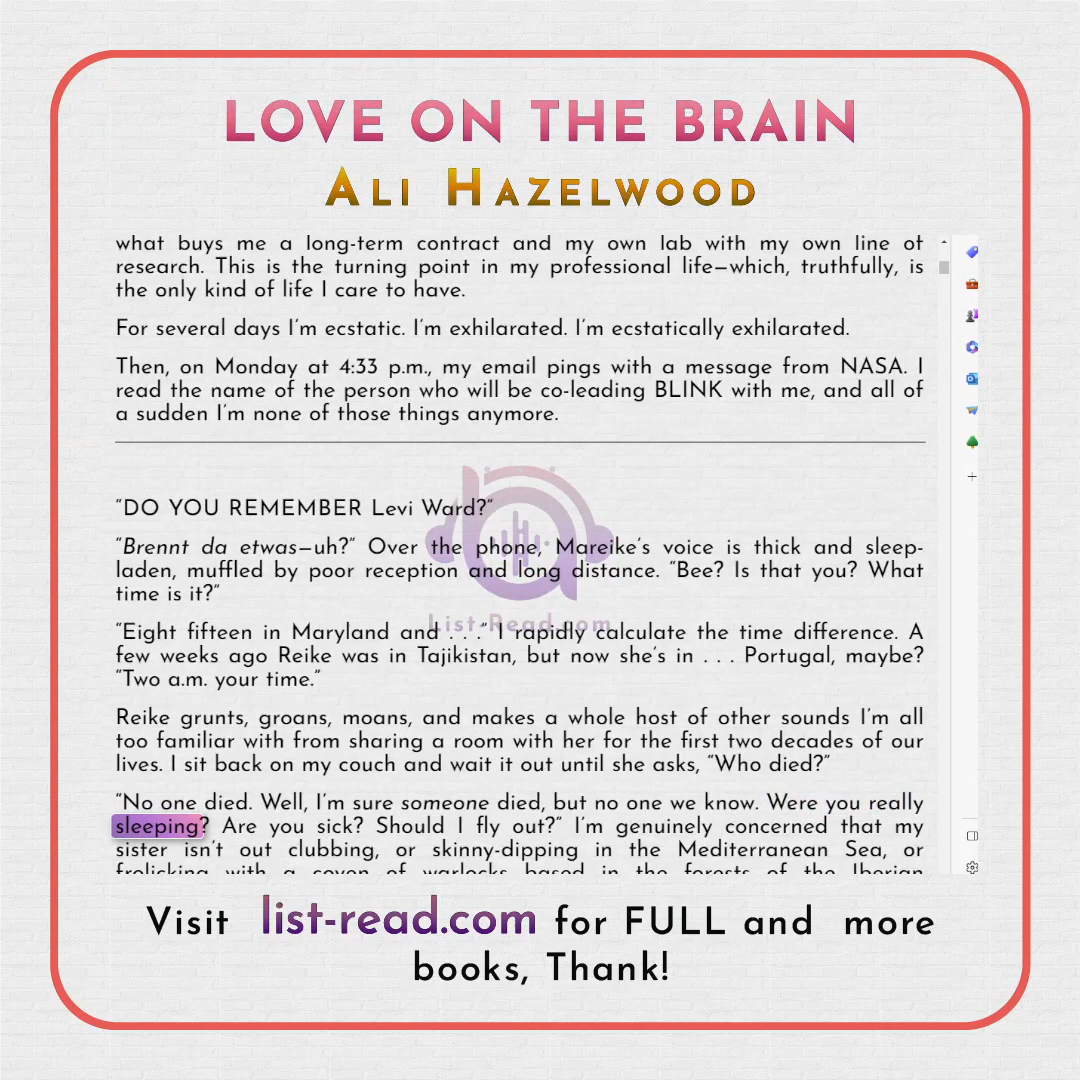 LOVE ON THE BRAIN
ALI HAZELWOOD
what buys me a long-term contract and my own lab with my own line of
research. This is the turning point in my professional life—which, truthfully, is
the only kind of life I care to have.
For several days I'm ecstatic. I'm exhilarated. I'm ecstatically exhilarated.
Then, on Monday at 4:33 p.m., my email pings with a message from NASA. I
read the name of the person who will be co-leading BLINK with me, and all of
a sudden I'm none of those things anymore.
"DO YOU REMEMBER Levi Ward?"
"Brennt da etwas—uh?" Over the phone, Mareike's voice is thick and sleep-
laden, muffled by poor reception and long distance. "Bee? Is that you? What
time is it?"
List-Read.com
"Eight fifteen in Maryland and . . ." I rapidly calculate the time difference. A
few weeks ago Reike was in Tajikistan, but now she's in . . . Portugal, maybe?
"Two a.m. your time."
Reike grunts, groans, moans, and makes a whole host of other sounds I'm all
too familiar with from sharing a room with her for the first two decades of our
lives. I sit back on my couch and wait it out until she asks, "Who died?"
"No one died. Well, I'm sure someone died, but no one we know. Were you really
sleeping? Are you sick? Should I fly out?" I'm genuinely concerned that my
sister isn't out clubbing, or skinny-dipping in the Mediterranean Sea, or
frolicking with a coven of warlocks based in the forests of the Iberian
Visit list-read.com for FULL and more
books, Thank!